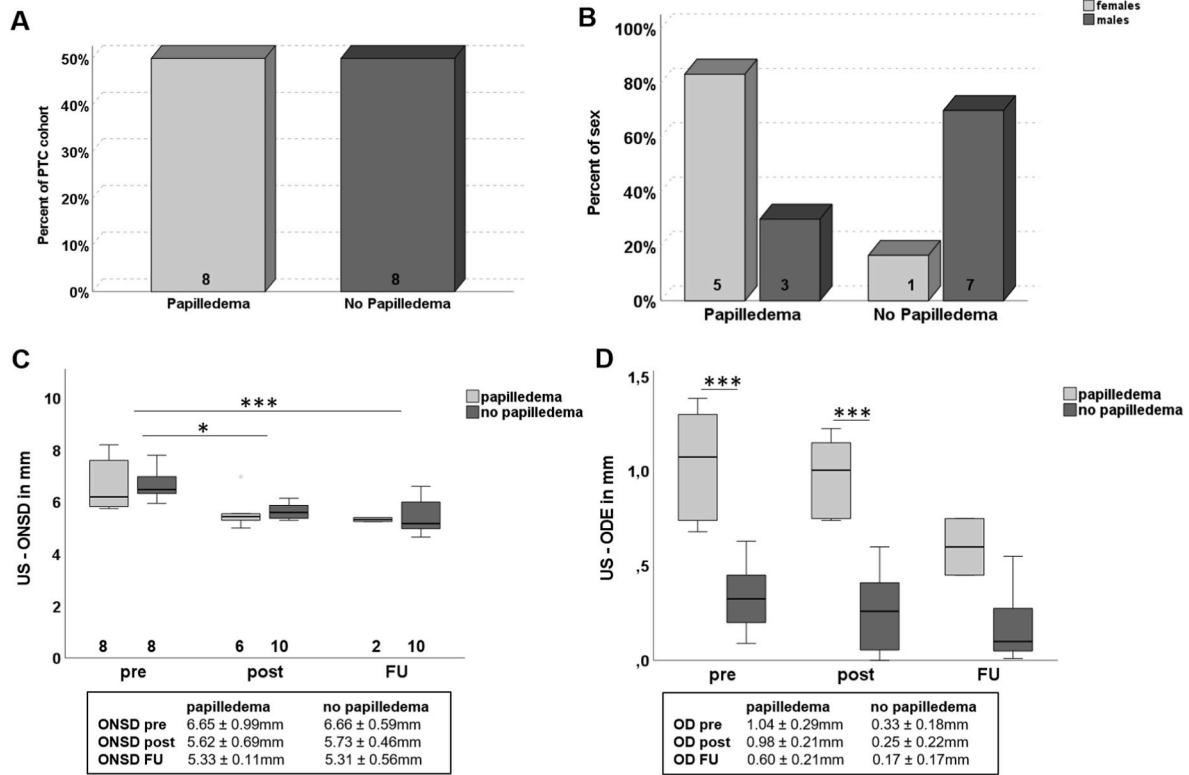 A
Percent of PTC cohort
50%
40%
30%
20%
10%
0%
8
8
Papilledema
No Papilledema
B
females
males
Percent of sex
100%
80%
60%
40%
20%
0%
5
3
1
7
Papilledema
No Papilledema
C
US - ONSD in mm
10
8
6
4
2
0
***
*
papilledema
no papilledema
8
8
6
10
2
10
pre
post
FU
papilledema no papilledema
ONSD pre 6.65 ± 0.99mm 6.66 ± 0.59mm
ONSD post 5.62 ± 0.69mm 5.73 ± 0.46mm
ONSD FU 5.33 ± 0.11mm 5.31 ± 0.56mm
D
US - ODE in mm
1,5
1,0
,5
,0
***
***
papilledema
no papilledema
pre
post
FU
papilledema no papilledema
OD pre 1.04 ± 0.29mm 0.33 ± 0.18mm
OD post 0.98 ± 0.21mm 0.25 ± 0.22mm
OD FU 0.60 ± 0.21mm 0.17 ± 0.17mm